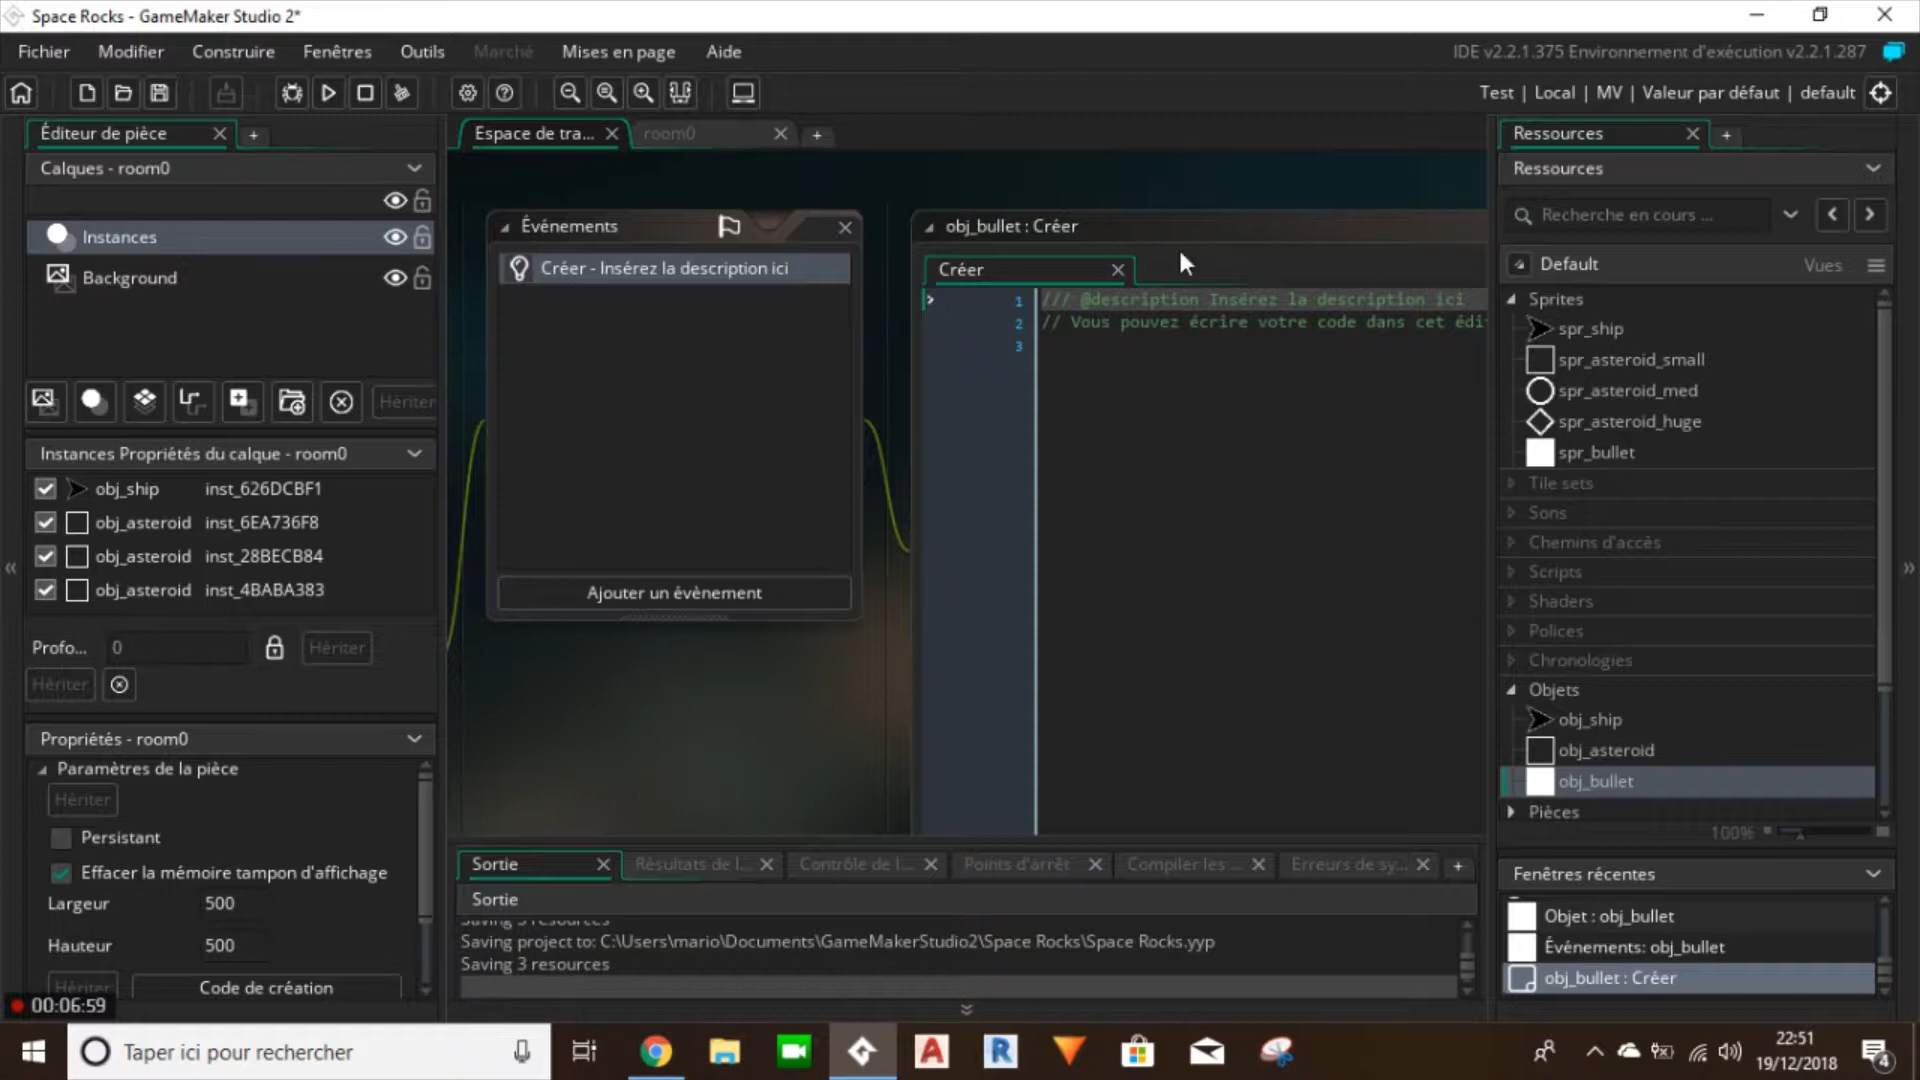 Space Rocks - GameMaker Studio 2*
Fichier Modifier Construire Fenêtres Outils Marché Mises en page Aide
IDE v2.2.1.375 Environnement d'exécution v2.2.1.287
Test | Local | MV | Valeur par défaut | default
Éditeur de pièce
Calques - room0
Instances
Background
Hériter
Instances Propriétés du calque - room0
obj_ship inst_626DCBF1
obj_asteroid inst_6EA736F8
obj_asteroid inst_28BECB84
obj_asteroid inst_4BABA383
Profo... 0 Hériter
Hériter
Propriétés - room0
Paramètres de la pièce
Hériter
Persistant
Effacer la mémoire tampon d'affichage
Largeur 500
Hauteur 500
Hériter Code de création
00:06:59
Espace de tra... room0
Événements
Créer - Insérez la description ici
Ajouter un évènement
obj_bullet : Créer
Créer
1 /// @description Insérez la description ici
2 // Vous pouvez écrire votre code dans cet édi
3
Sortie Résultats de l... Contrôle de l... Points d'arrêt Compiler les ... Erreurs de sy...
Sortie
Saving 3 resources
Saving project to: C:\Users\mario\Documents\GameMakerStudio2\Space Rocks\Space Rocks.yyp
Saving 3 resources
Ressources
Ressources
Recherche en cours ...
Default Vues
Sprites
spr_ship
spr_asteroid_small
spr_asteroid_med
spr_asteroid_huge
spr_bullet
Tile sets
Sons
Chemins d'accès
Scripts
Shaders
Polices
Chronologies
Objets
obj_ship
obj_asteroid
obj_bullet
Pièces
100%
Fenêtres récentes
Objet : obj_bullet
Événements: obj_bullet
obj_bullet : Créer
Taper ici pour rechercher
22:51
19/12/2018
4